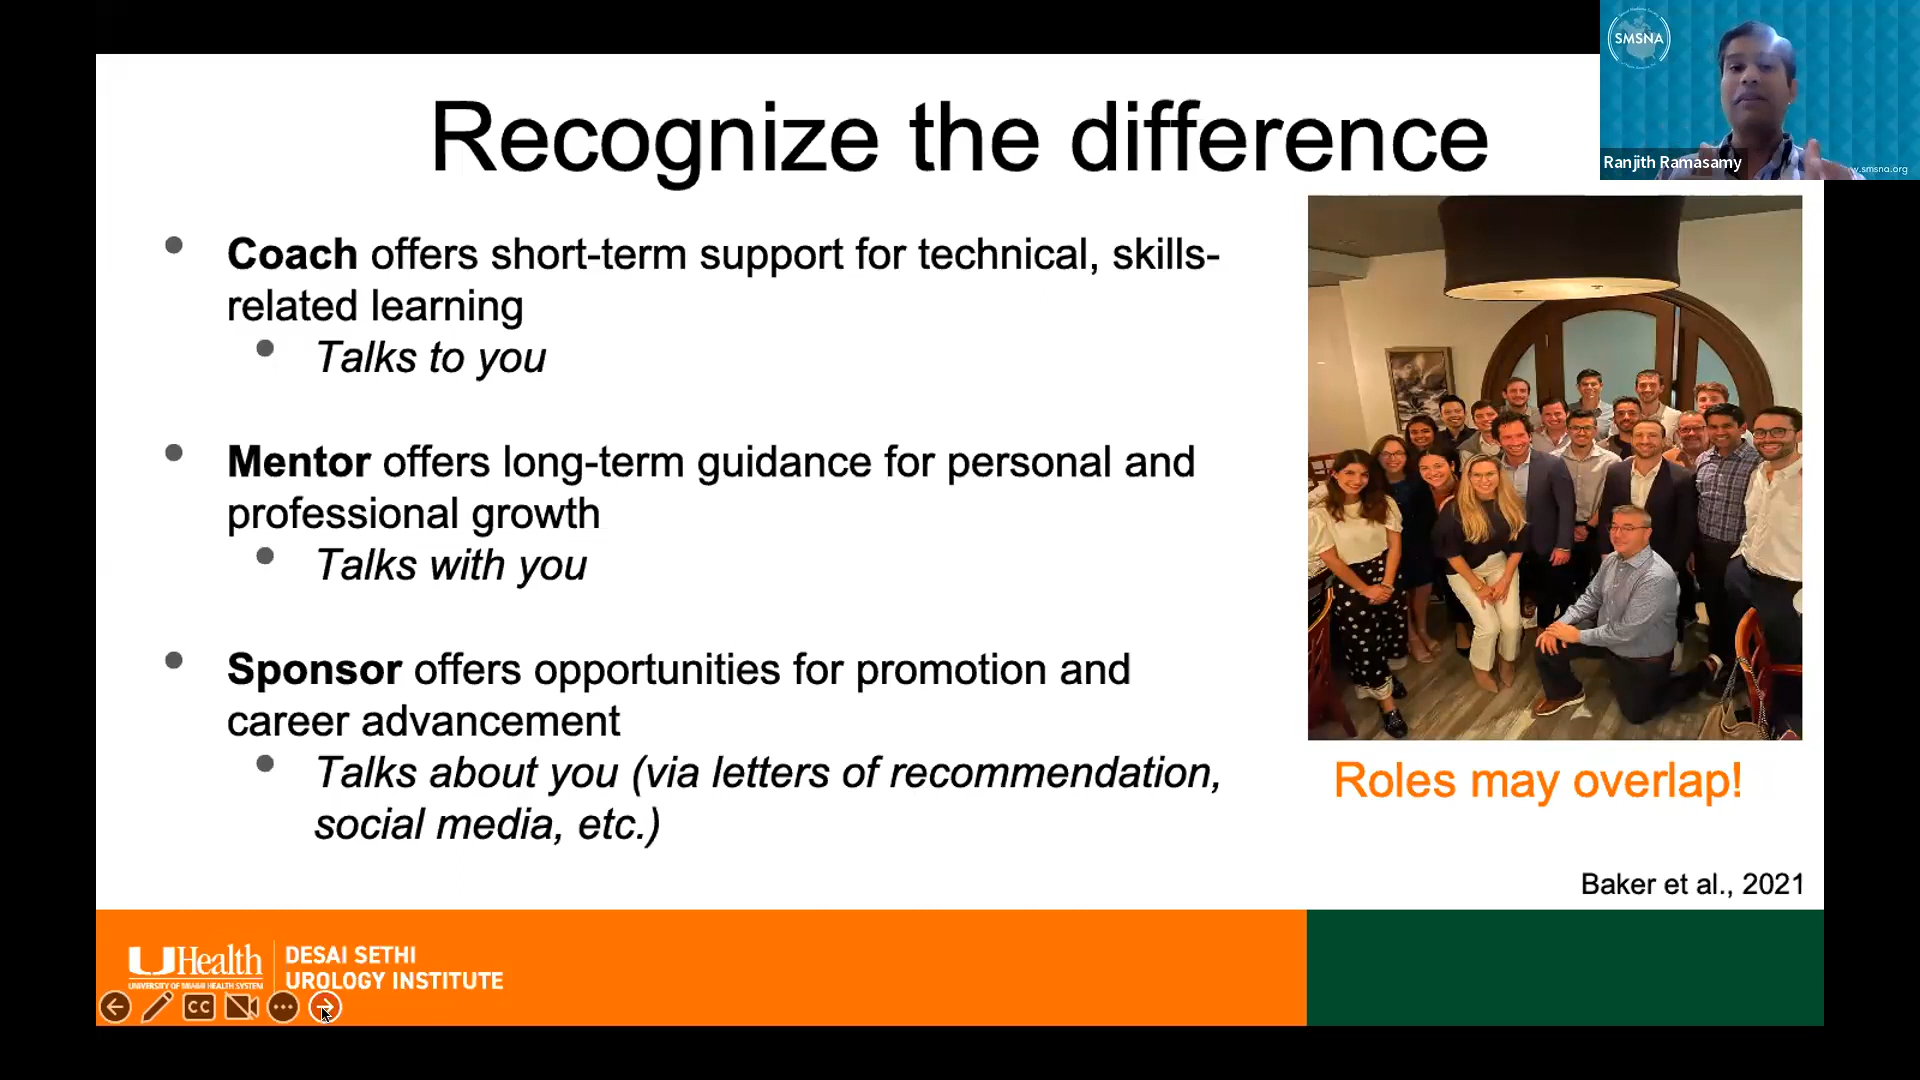 SMSNA
Ranjith Ramasamy
.smsna.org
Recognize the difference
Coach offers short-term support for technical, skills-
related learning
Talks to you
Mentor offers long-term guidance for personal and
professional growth
Talks with you
Sponsor offers opportunities for promotion and
career advancement
Talks about you (via letters of recommendation,
social media, etc.)
Roles may overlap!
Baker et al., 2021
UHealth
UNIVERSITY OF MIAMI HEALTH SYSTEM
DESAI SETHI
UROLOGY INSTITUTE
CC